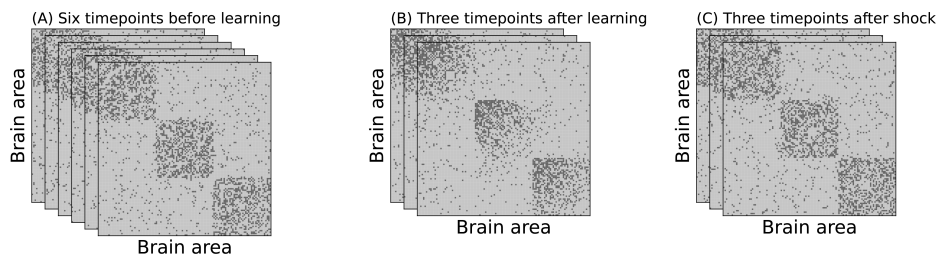 (A) Six timepoints before learning
Brain area
Brain area
(B) Three timepoints after learning
Brain area
Brain area
(C) Three timepoints after shock
Brain area
Brain area